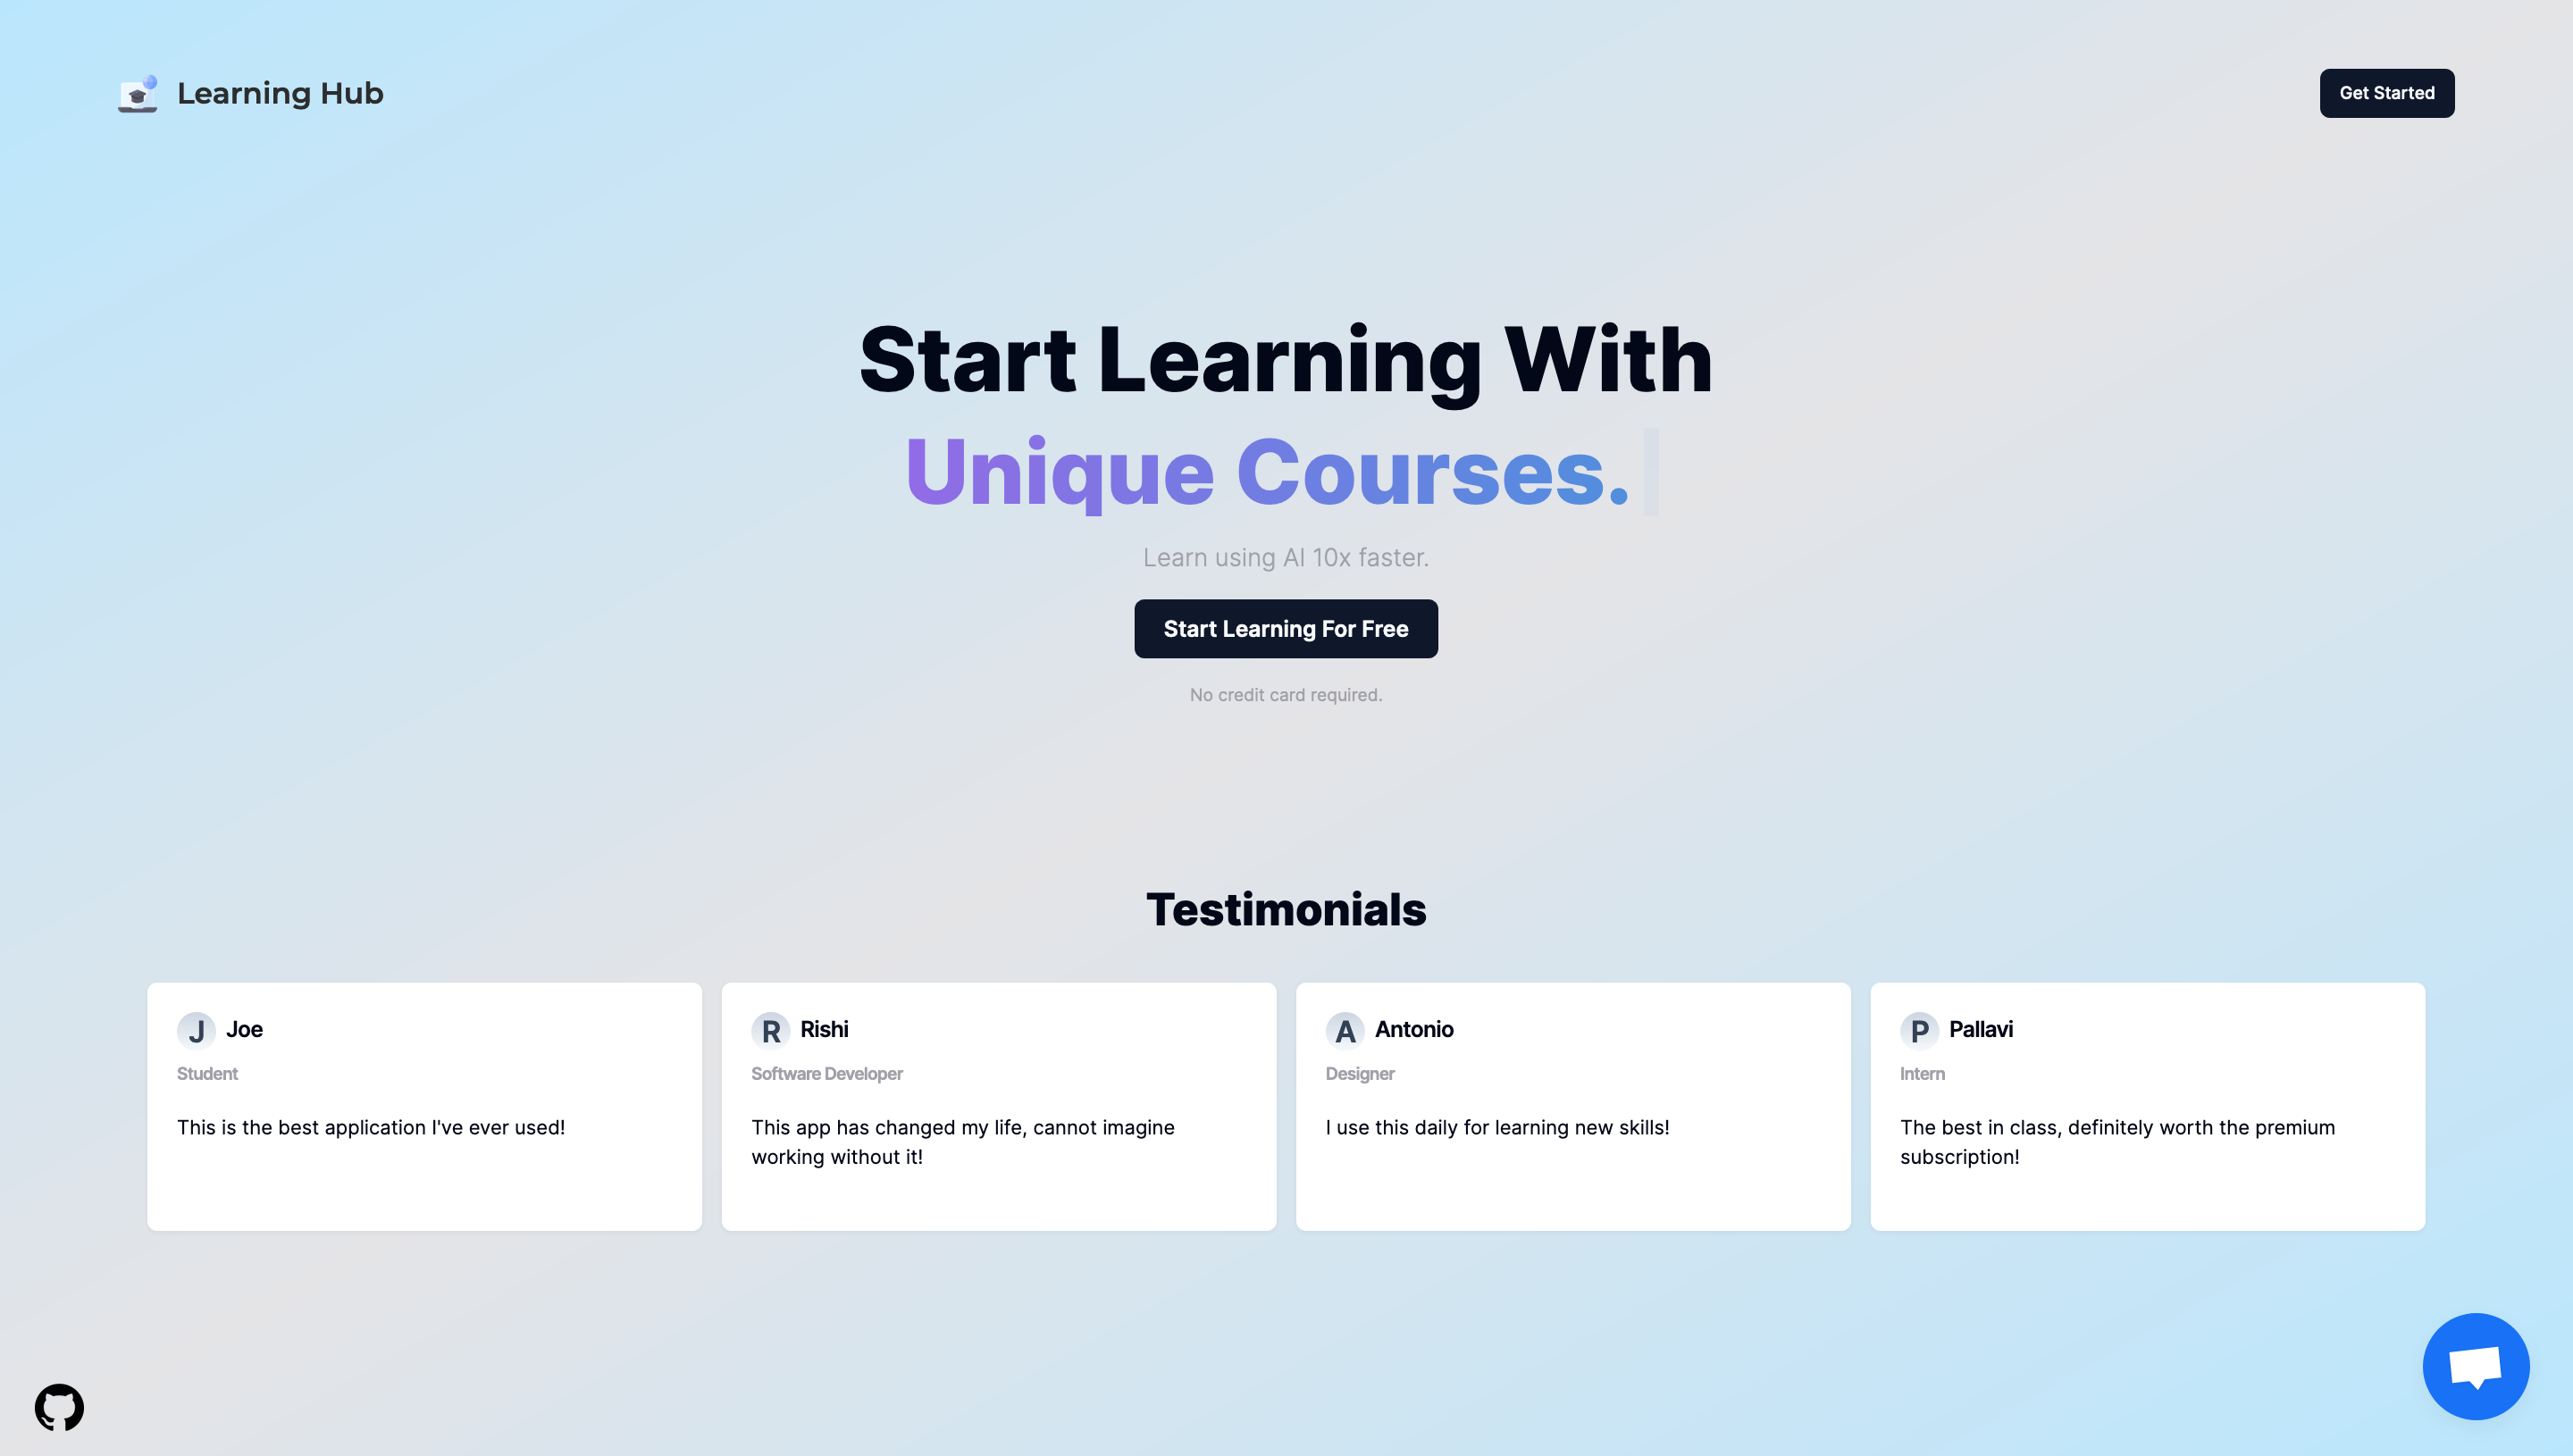 Learning Hub
Get Started
Start Learning With
Unique Courses.
Learn using AI 10x faster.
Start Learning For Free
No credit card required.
Testimonials
J Joe
Student
This is the best application I've ever used!
R Rishi
Software Developer
This app has changed my life, cannot imagine
working without it!
A Antonio
Designer
I use this daily for learning new skills!
P Pallavi
Intern
The best in class, definitely worth the premium
subscription!